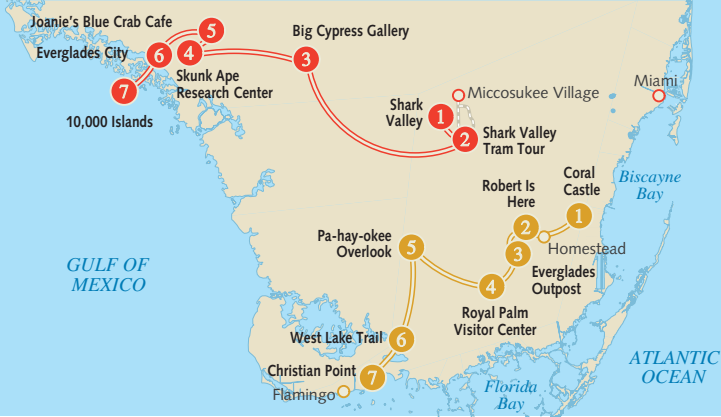 Joanie's Blue Crab Cafe
5
Big Cypress Gallery
Everglades City
6
4
3
Skunk Ape
Research Center
7
10,000 Islands
Miami
Miccosukee Village
Shark
Valley
1
2
Shark Valley
Tram Tour
Coral
Castle
Biscayne
Bay
Robert Is
Here
1
2
Homestead
3
Everglades
Outpost
Pa-hay-okee
Overlook
5
4
Royal Palm
Visitor Center
GULF OF
MEXICO
West Lake Trail
6
Christian Point
7
Flamingo
Florida
Bay
ATLANTIC
OCEAN